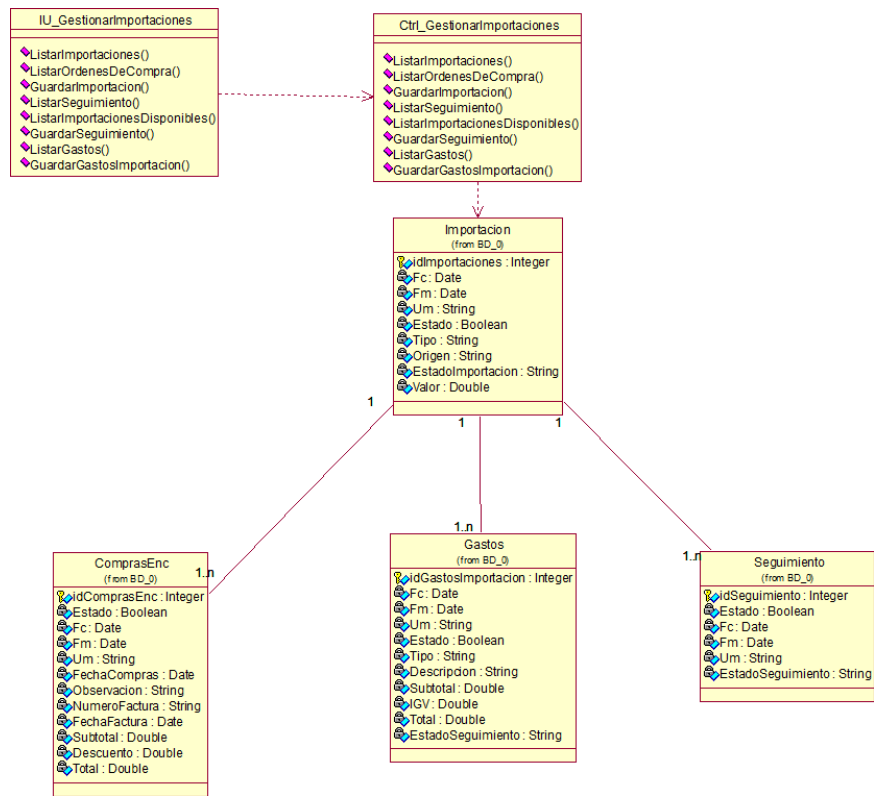 IU_GestionarImportaciones
ListarImportaciones()
ListarOrdenesDeCompra()
GuardarImportacion()
ListarSeguimiento()
ListarImportacionesDisponibles()
GuardarSeguimiento()
ListarGastos()
GuardarGastosImportacion()
Ctrl_GestionarImportaciones
ListarImportaciones()
ListarOrdenesDeCompra()
GuardarImportacion()
ListarSeguimiento()
ListarImportacionesDisponibles()
GuardarSeguimiento()
ListarGastos()
GuardarGastosImportacion()
Importacion
(from BD_0)
idImportaciones : Integer
Fc : Date
Fm : Date
Um : String
Estado : Boolean
Tipo : String
Origen : String
EstadoImportacion : String
Valor : Double
1
1
1
1..n
1..n
1..n
ComprasEnc
(from BD_0)
idComprasEnc : Integer
Estado : Boolean
Fc : Date
Fm : Date
Um : String
FechaCompras : Date
Observacion : String
NumeroFactura : String
FechaFactura : Date
Subtotal : Double
Descuento : Double
Total : Double
Gastos
(from BD_0)
idGastosImportacion : Integer
Fc : Date
Fm : Date
Um : String
Estado : Boolean
Tipo : String
Descripcion : String
Subtotal : Double
IGV : Double
Total : Double
EstadoSeguimiento : String
Seguimiento
(from BD_0)
idSeguimiento : Integer
Estado : Boolean
Fc : Date
Fm : Date
Um : String
EstadoSeguimiento : String